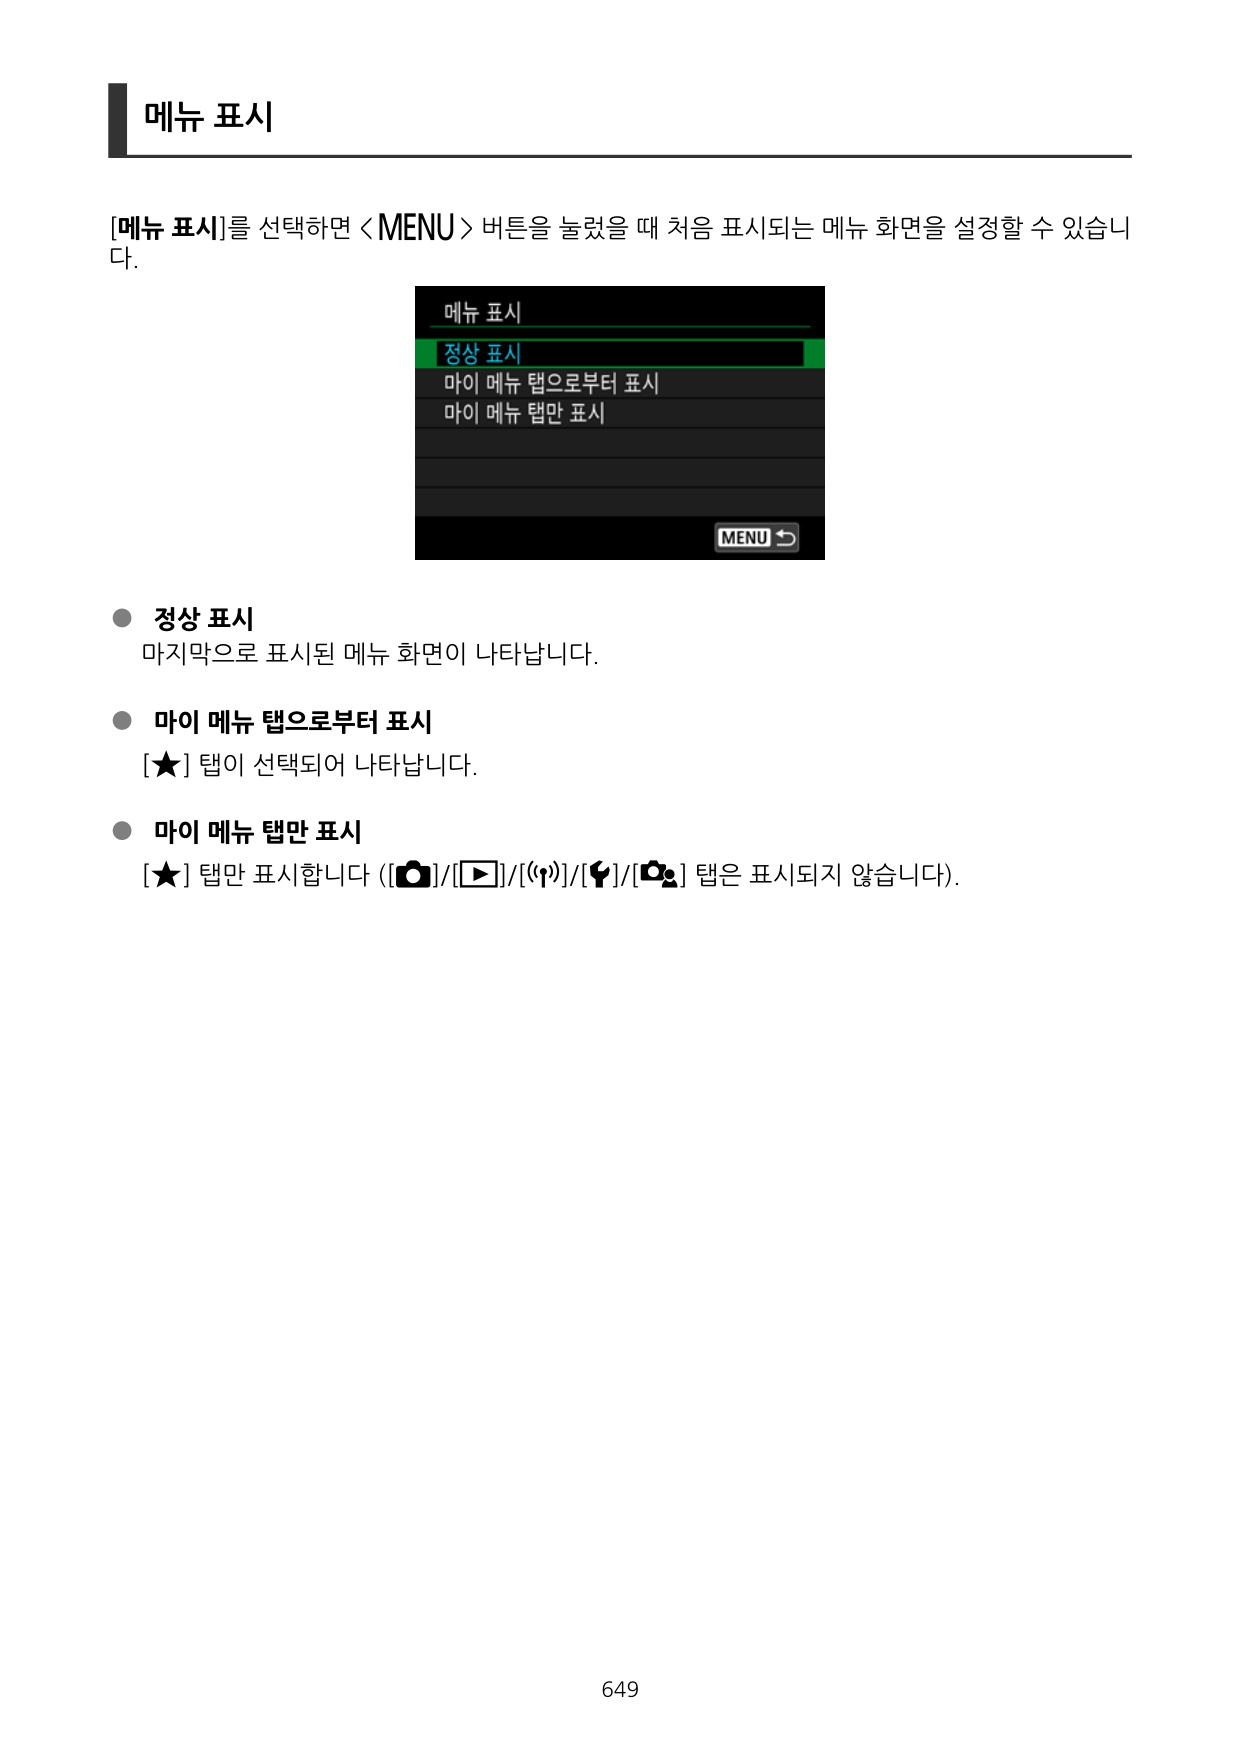 메뉴 표시
[메뉴 표시]를 선택하면 <MENU> 버튼을 눌렀을 때 처음 표시되는 메뉴 화면을 설정할 수 있습니
다.
메뉴 표시
정상 표시
마이 메뉴 탭으로부터 표시
마이 메뉴 탭만 표시
MENU
● 정상 표시
마지막으로 표시된 메뉴 화면이 나타납니다.
● 마이 메뉴 탭으로부터 표시
[★] 탭이 선택되어 나타납니다.
● 마이 메뉴 탭만 표시
[★] 탭만 표시합니다 ([]/[]/[]/[]/[] 탭은 표시되지 않습니다).
649